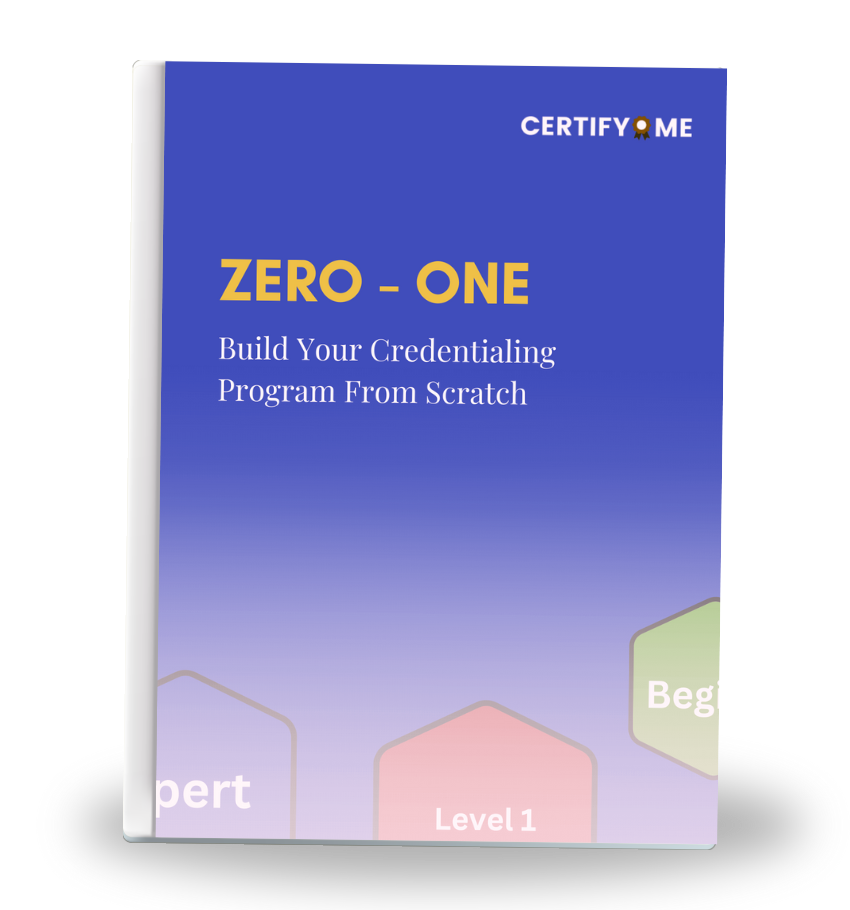 CERTIFY ME
ZERO – ONE
Build Your Credentialing
Program From Scratch
Begi
pert
Level 1